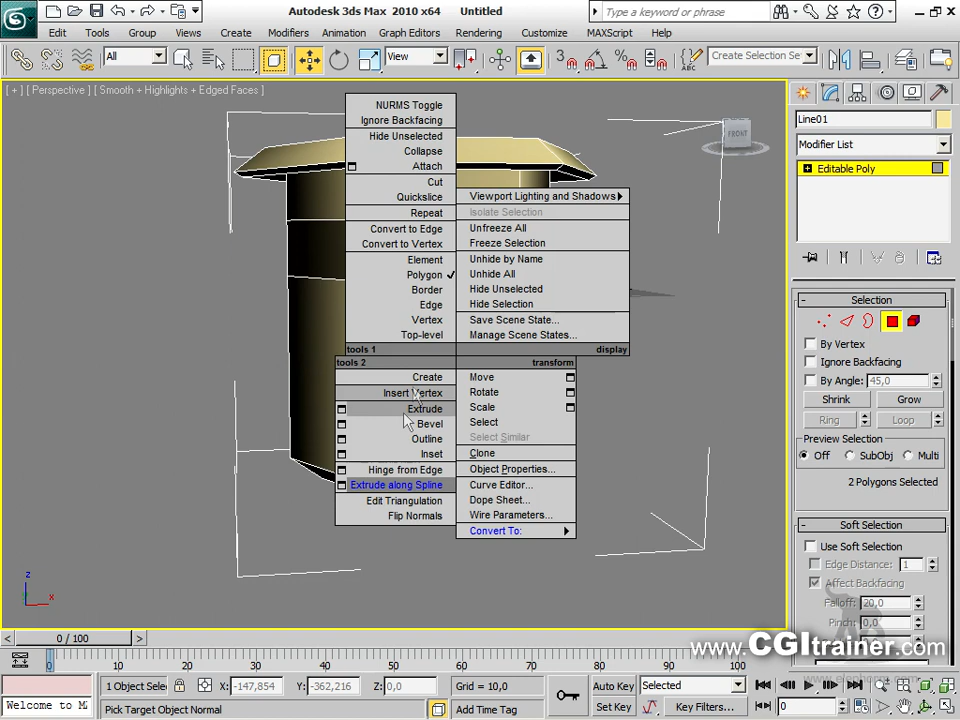 Autodesk 3ds Max 2010 x64 Untitled
Type a keyword or phrase
Edit Tools Group Views Create Modifiers Animation Graph Editors Rendering Customize MAXScript Help
All
View
Create Selection Se
[ + ] [ Perspective ] [ Smooth + Highlights + Edged Faces ]
FRONT
NURMS Toggle
Ignore Backfacing
Hide Unselected
Collapse
Attach
Cut
Quickslice
Repeat
Convert to Edge
Convert to Vertex
Element
Polygon
Border
Edge
Vertex
Top-level
tools 1
Viewport Lighting and Shadows
Isolate Selection
Unfreeze All
Freeze Selection
Unhide by Name
Unhide All
Hide Unselected
Hide Selection
Save Scene State...
Manage Scene States...
display
tools 2
Create
Insert Vertex
Extrude
Bevel
Outline
Inset
Hinge from Edge
Extrude along Spline
Edit Triangulation
Flip Normals
transform
Move
Rotate
Scale
Select
Select Similar
Clone
Object Properties...
Curve Editor...
Dope Sheet...
Wire Parameters...
Convert To:
Line01
Modifier List
Editable Poly
- Selection
By Vertex
Ignore Backfacing
By Angle: 45,0
Shrink Grow
Ring Loop
Preview Selection
Off SubObj Multi
2 Polygons Selected
- Soft Selection
Use Soft Selection
Edge Distance: 1
Affect Backfacing
Falloff: 20,0
Pinch: 0,0
www.CGItrainer.com
z
x
< 0 / 100 >
0 10 20 30 40 50 60 70 80 90 100
1 Object Selec
X: -147,854 Y: -362,216 Z: 0,0
Grid = 10,0
Auto Key Selected
Welcome to M
Pick Target Object Normal
Add Time Tag
Set Key Key Filters...
0